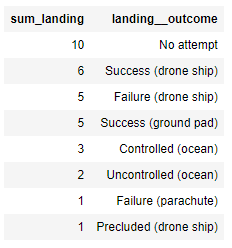 sum_landing landing__outcome
10 No attempt
6 Success (drone ship)
5 Failure (drone ship)
5 Success (ground pad)
3 Controlled (ocean)
2 Uncontrolled (ocean)
1 Failure (parachute)
1 Precluded (drone ship)